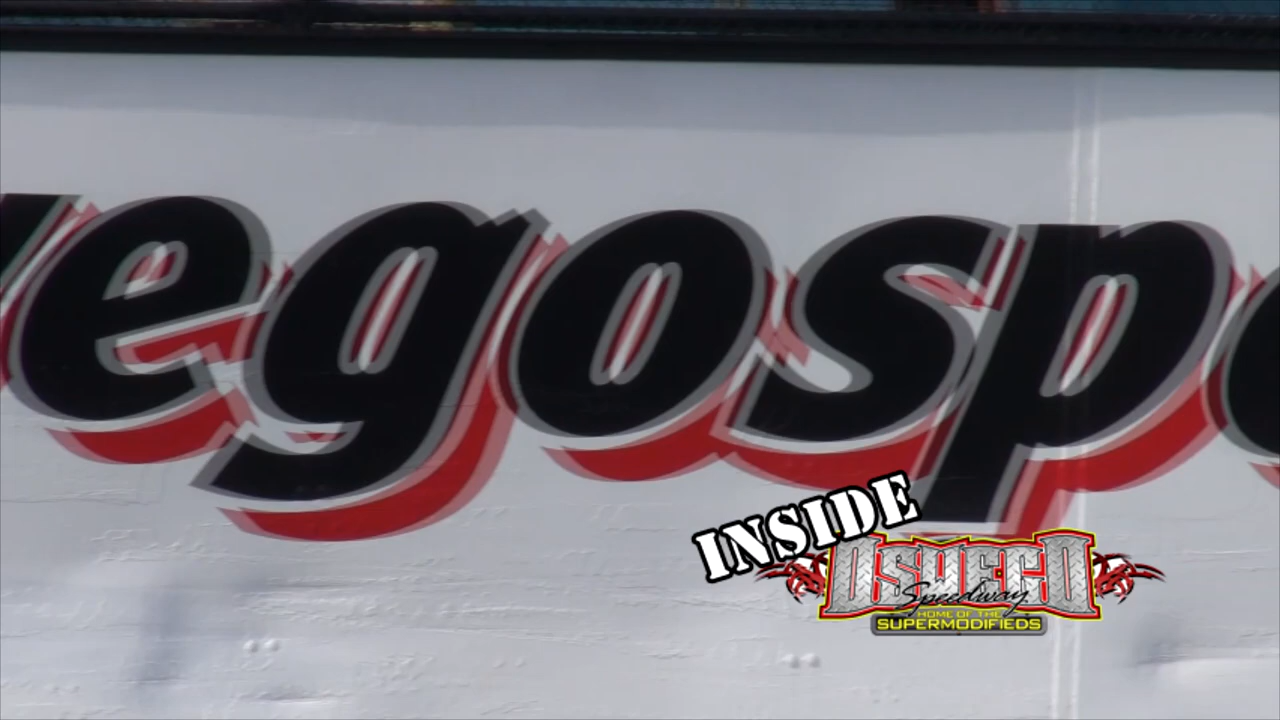 egosp
INSIDE
OSWEGO
Speedway
HOME OF THE
SUPERMODIFIEDS